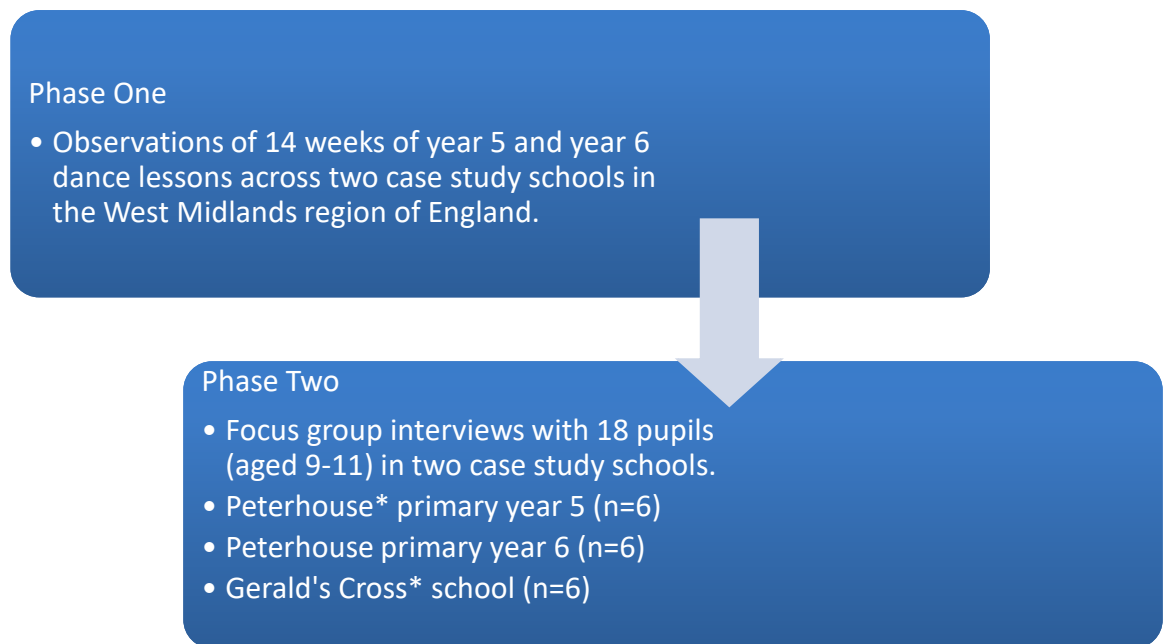 Phase One
• Observations of 14 weeks of year 5 and year 6
dance lessons across two case study schools in
the West Midlands region of England.
Phase Two
• Focus group interviews with 18 pupils
(aged 9-11) in two case study schools.
• Peterhouse* primary year 5 (n=6)
• Peterhouse primary year 6 (n=6)
• Gerald's Cross* school (n=6)